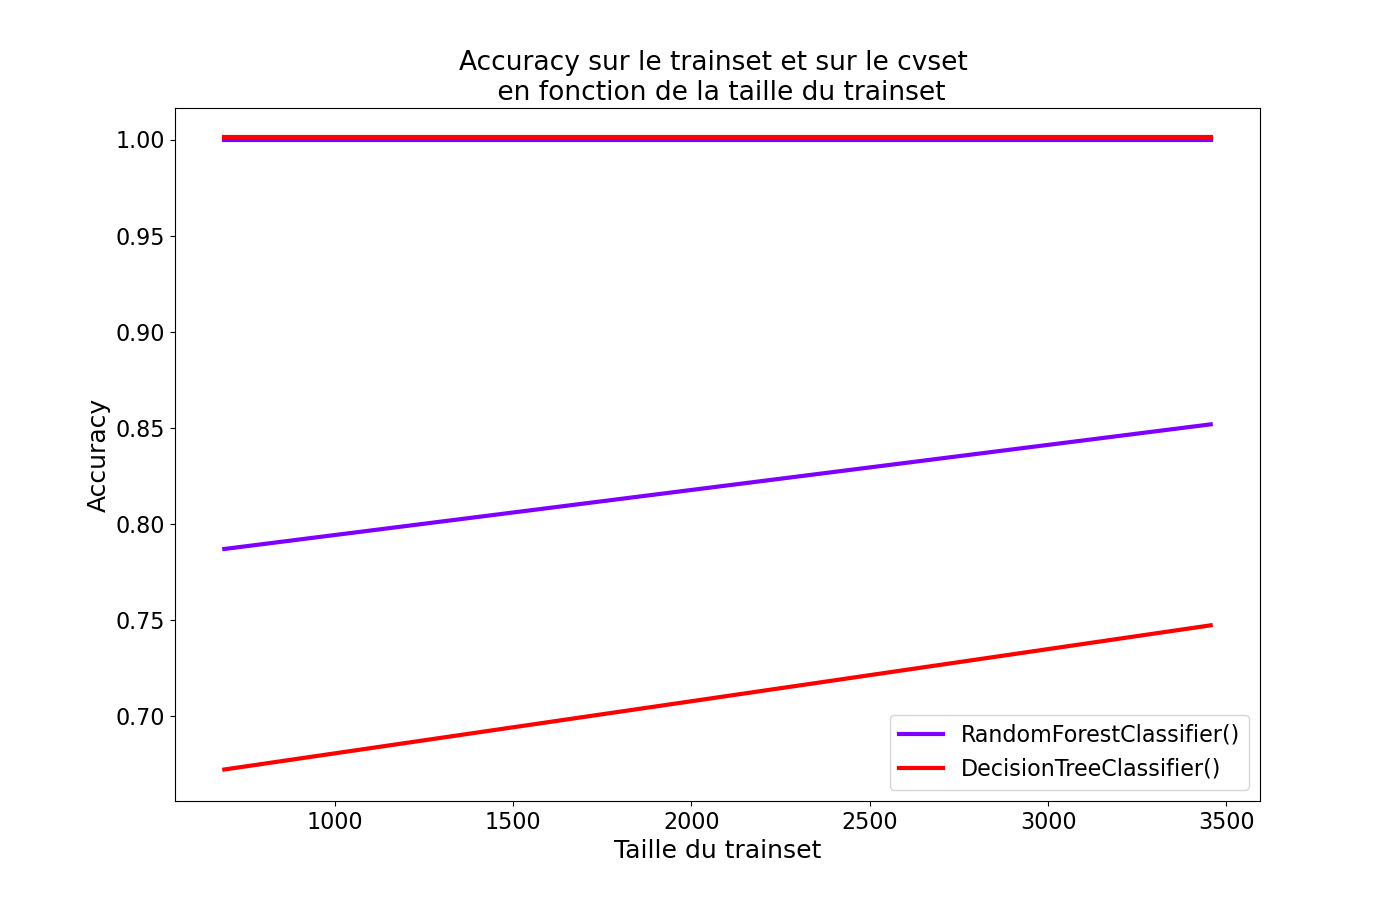 Accuracy sur le trainset et sur le cvset
en fonction de la taille du trainset
1.00
0.95
0.90
0.85
0.80
0.75
0.70
Accuracy
RandomForestClassifier()
DecisionTreeClassifier()
1000 1500 2000 2500 3000 3500
Taille du trainset